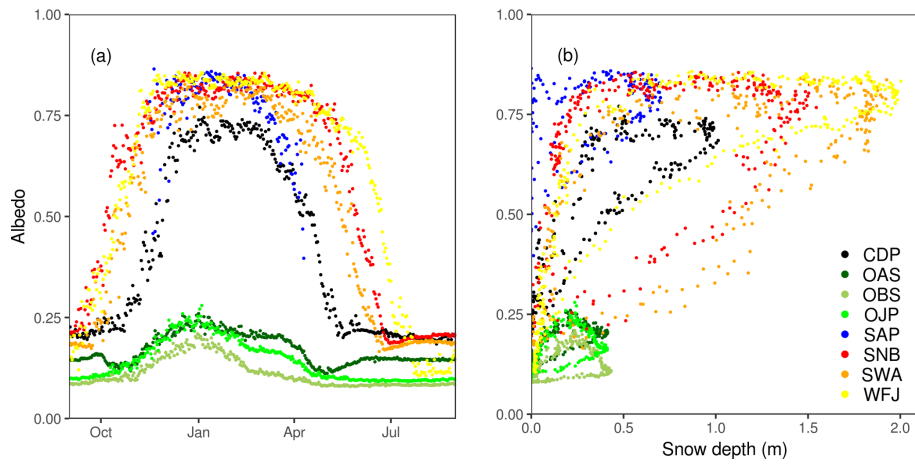 (a)
Albedo
1.00
0.75
0.50
0.25
0.00
Oct
Jan
Apr
Jul
(b)
1.00
0.75
0.50
0.25
0.00
0.0
0.5
1.0
1.5
2.0
Snow depth (m)
CDP
OAS
OBS
OJP
SAP
SNB
SWA
WFJ